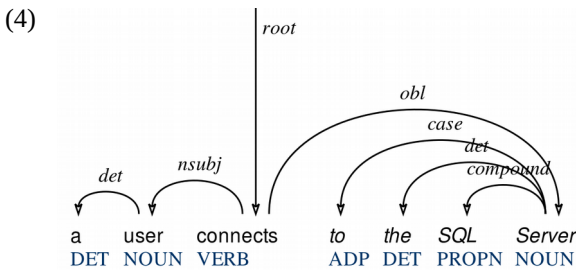 (4)
root
obl
case
det
compound
nsubj
det
a user connects to the SQL Server
DET NOUN VERB ADP DET PROPN NOUN